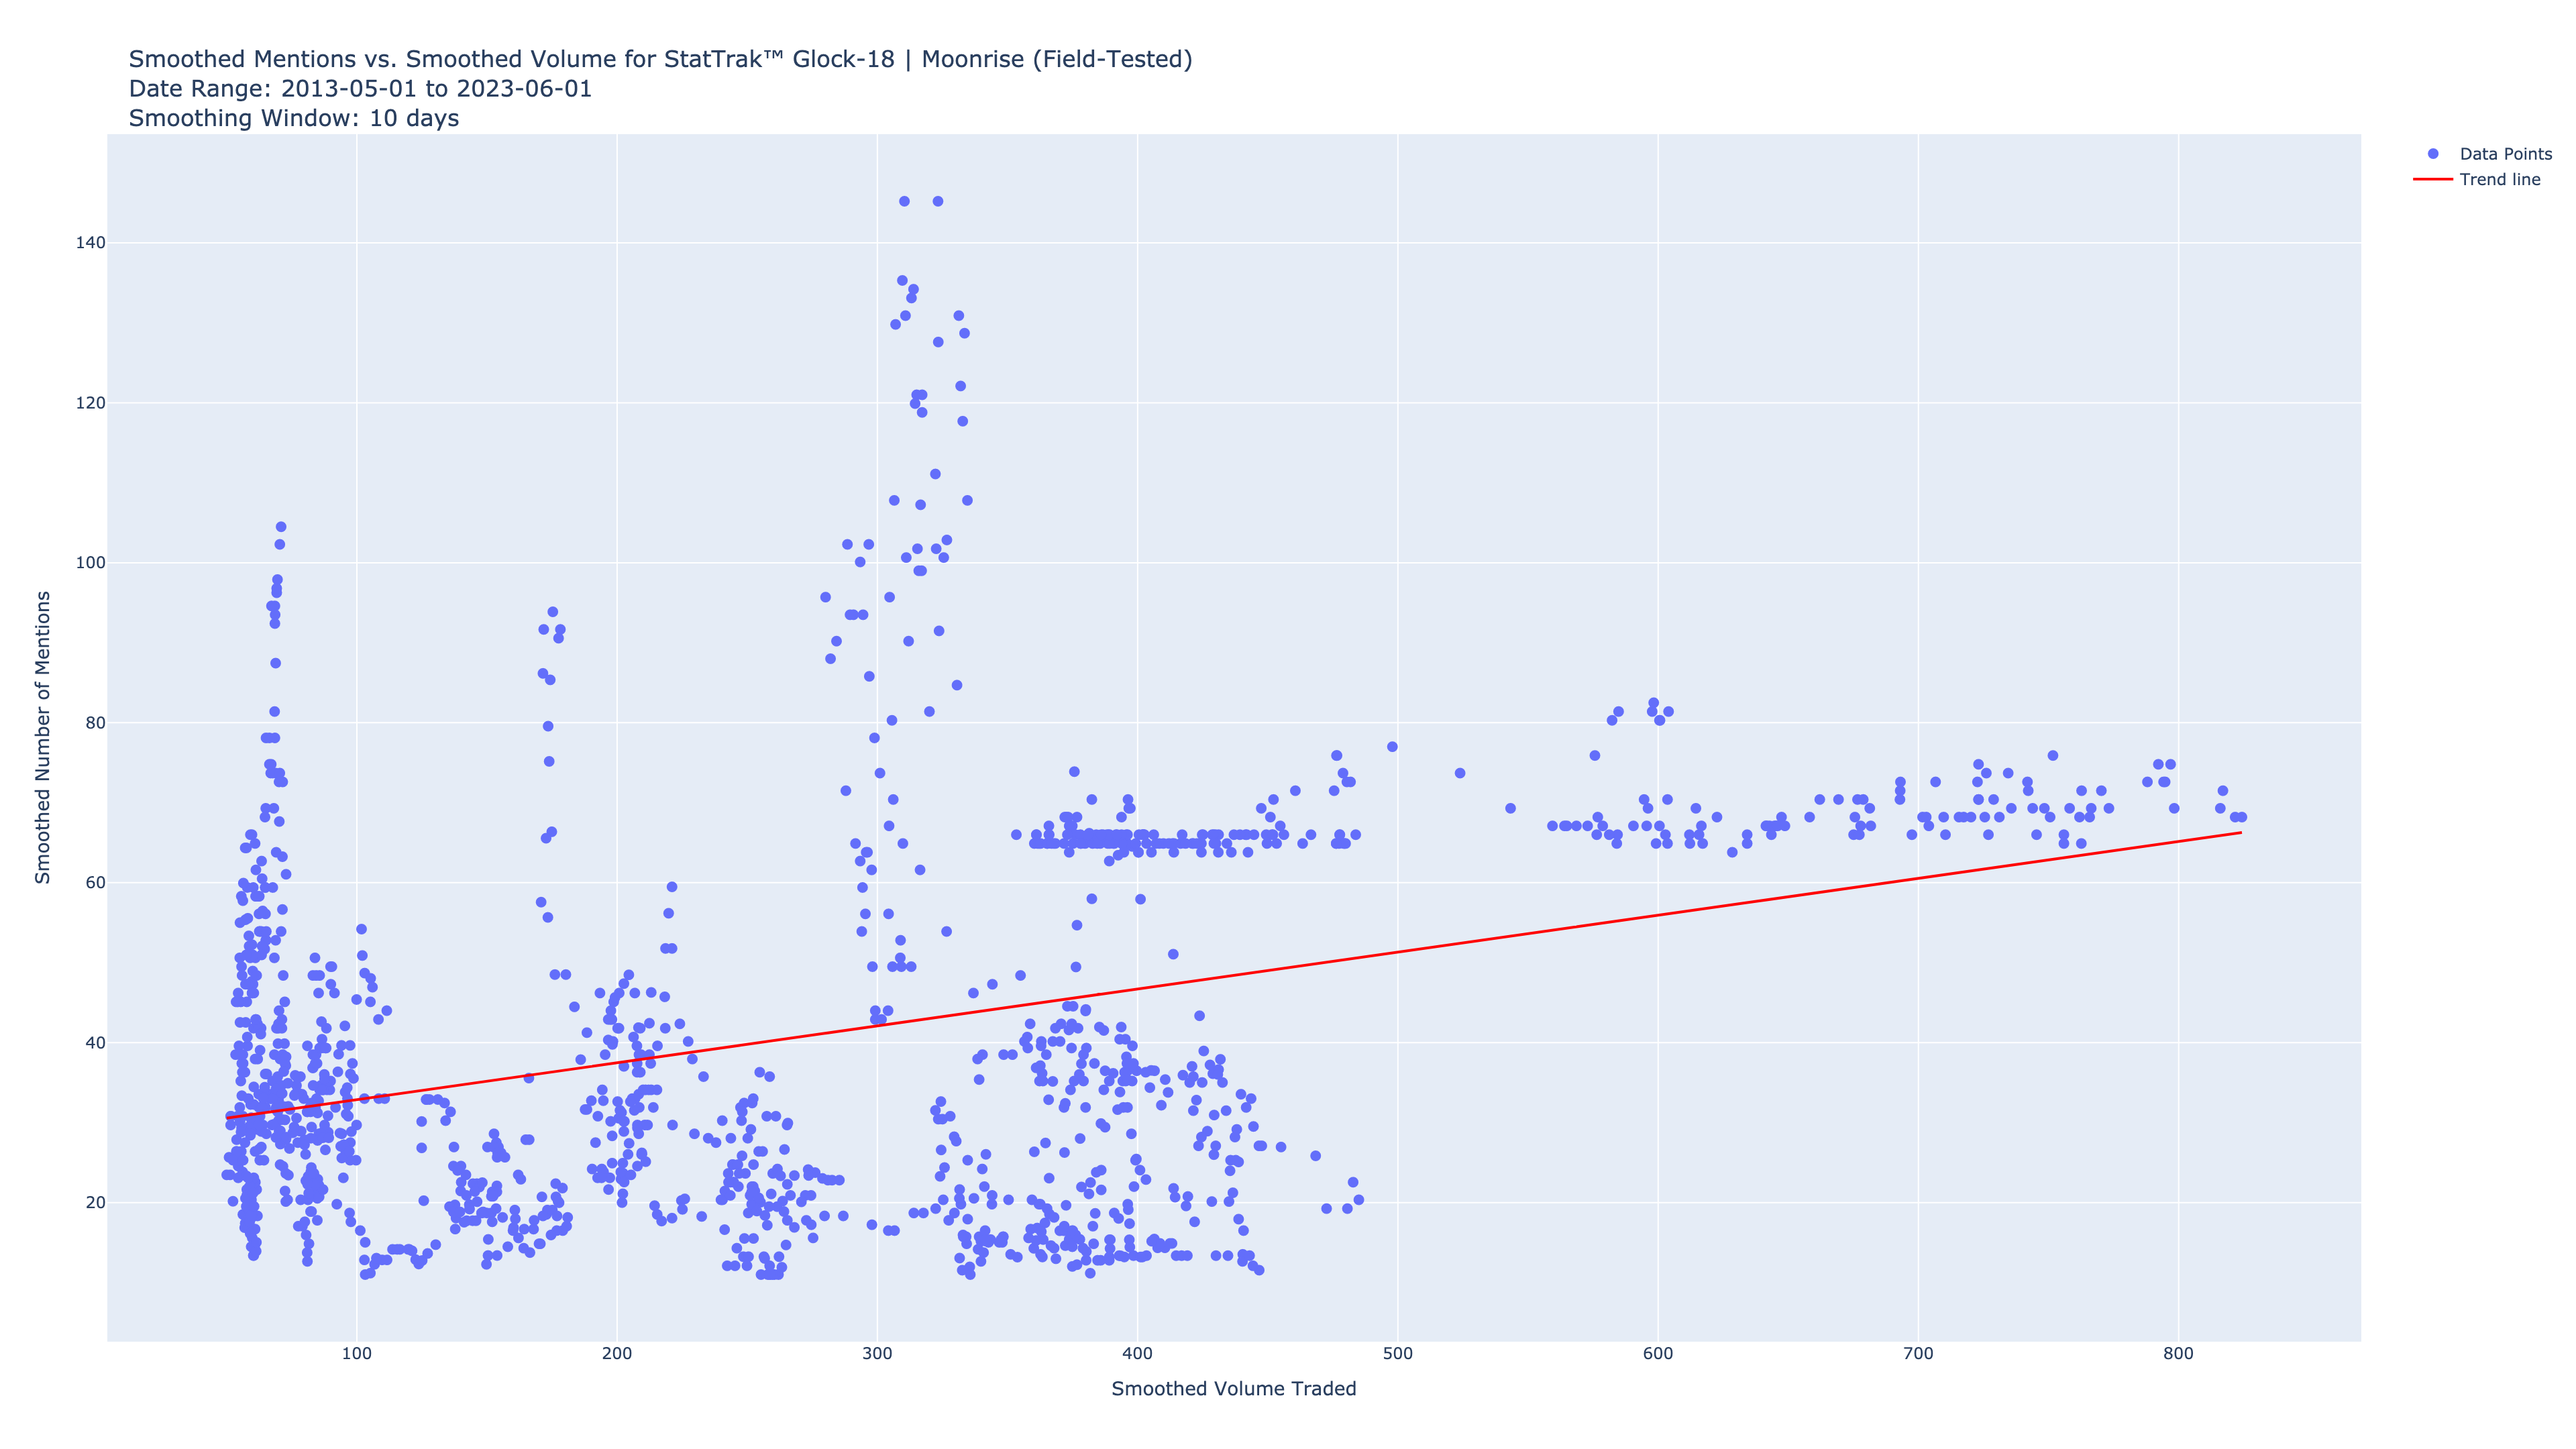 Smoothed Mentions vs. Smoothed Volume for StatTrak™ Glock-18 | Moonrise (Field-Tested)
Date Range: 2013-05-01 to 2023-06-01
Smoothing Window: 10 days
Data Points
Trend line
140
120
100
80
60
40
20
Smoothed Number of Mentions
100
200
300
400
500
600
700
800
Smoothed Volume Traded